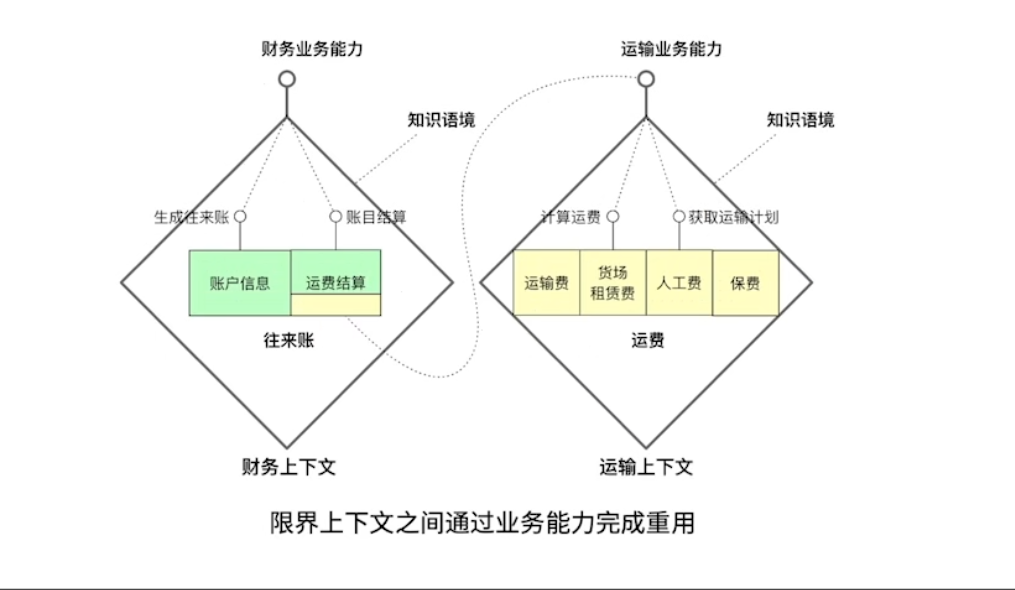 财务业务能力
运输业务能力
知识语境
知识语境
生成往来账
账目结算
计算运费
获取运输计划
账户信息
运费结算
运输费
货场
租赁费
人工费
保费
往来账
运费
财务上下文
运输上下文
限界上下文之间通过业务能力完成重用